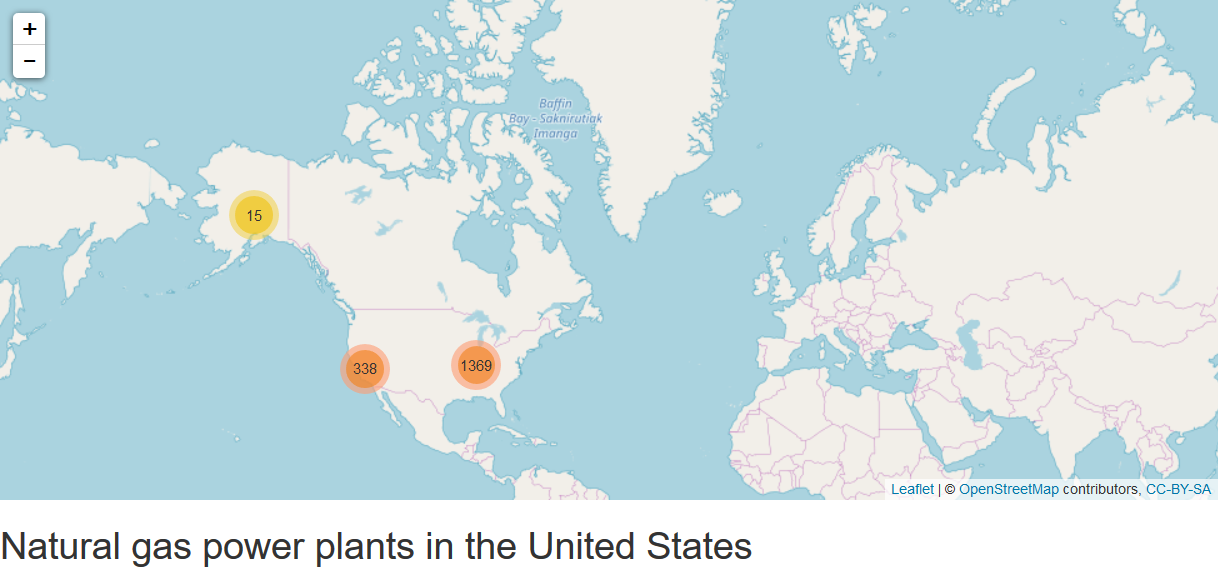 +
−
Baffin
Bay - Saknirutiak
Imanga
15
338
1369
Leaflet | © OpenStreetMap contributors, CC-BY-SA
Natural gas power plants in the United States